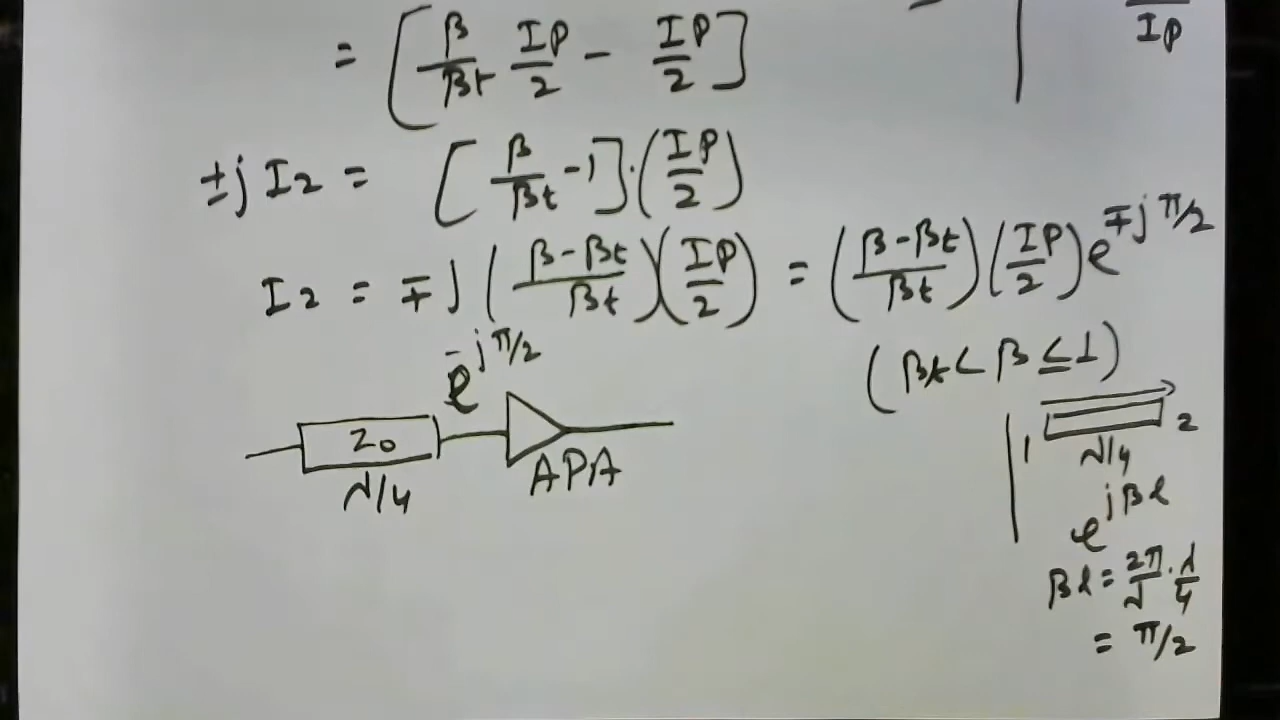 = [ β/βt IP/2 - IP/2 ]
IP
±j I2 = [ β/βt - 1 ] · ( IP/2 )
I2 = ∓j ( β-βt/βt )( IP/2 ) = ( β-βt/βt )( IP/2 ) e^∓jπ/2
( βt < β ≤ 1 )
e^-jπ/2
Z0
λ/4
APA
1 2
λ/4
e^jβl
βl = 2π/λ · λ/4
= π/2